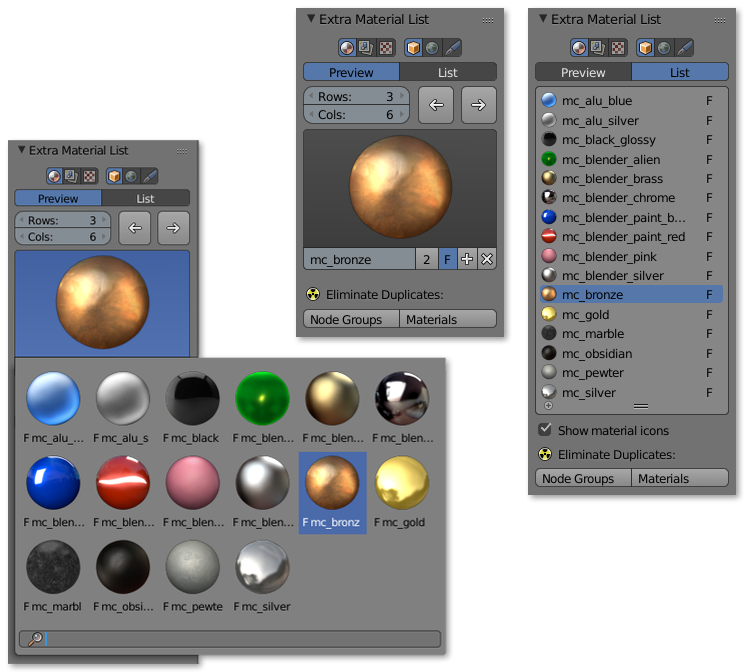 Extra Material List
Preview List
Rows: 3
Cols: 6
F mc_alu_... F mc_alu_s F mc_black F mc_blen... F mc_blen... F mc_blen...
F mc_blen... F mc_blen... F mc_blen... F mc_blen... F mc_bronz F mc_gold
F mc_marbl F mc_obsi... F mc_pewte F mc_silver
Extra Material List
Preview List
Rows: 3
Cols: 6
mc_bronze 2 F
Eliminate Duplicates:
Node Groups Materials
Extra Material List
Preview List
mc_alu_blue F
mc_alu_silver F
mc_black_glossy F
mc_blender_alien F
mc_blender_brass F
mc_blender_chrome F
mc_blender_paint_b... F
mc_blender_paint_red F
mc_blender_pink F
mc_blender_silver F
mc_bronze F
mc_gold F
mc_marble F
mc_obsidian F
mc_pewter F
mc_silver F
Show material icons
Eliminate Duplicates:
Node Groups Materials